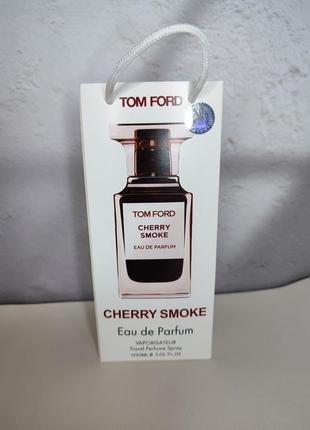 TOM FORD
TOM FORD
CHERRY
SMOKE
EAU DE PARFUM
CHERRY SMOKE
Eau de Parfum
VAPORISATEUR
Travel Perfume Spray